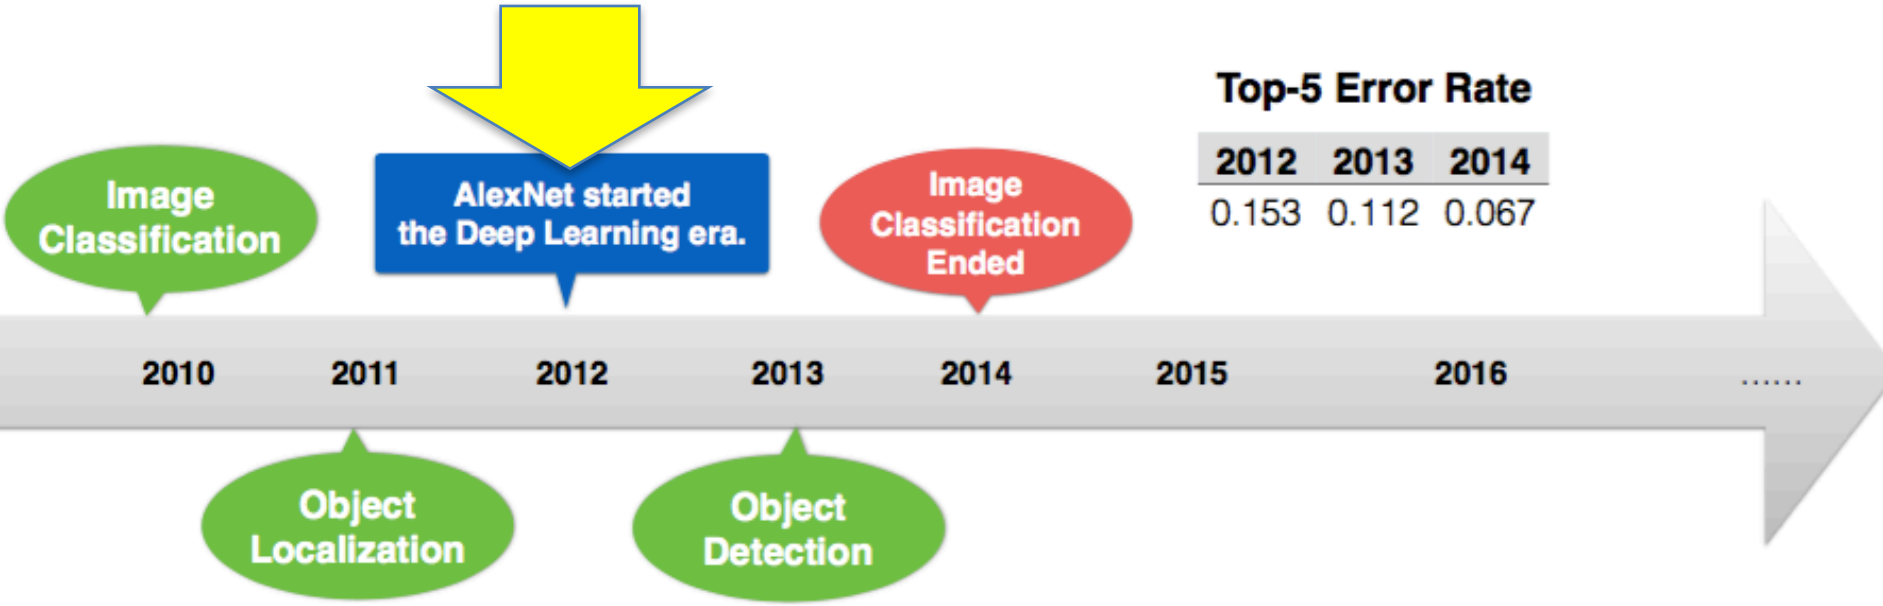 Top-5 Error Rate
2012 2013 2014
0.153 0.112 0.067
Image
Classification
AlexNet started
the Deep Learning era.
Image
Classification
Ended
2010 2011 2012 2013 2014 2015 2016 ......
Object
Localization
Object
Detection